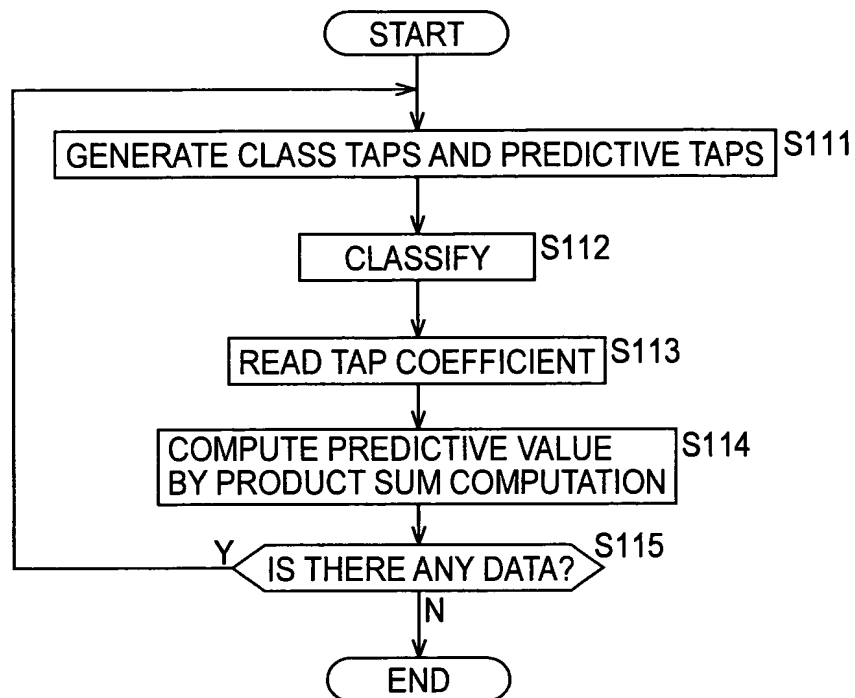 START
GENERATE CLASS TAPS AND PREDICTIVE TAPS
S111
CLASSIFY
S112
READ TAP COEFFICIENT
S113
COMPUTE PREDICTIVE VALUE
BY PRODUCT SUM COMPUTATION
S114
Y
IS THERE ANY DATA?
S115
N
END